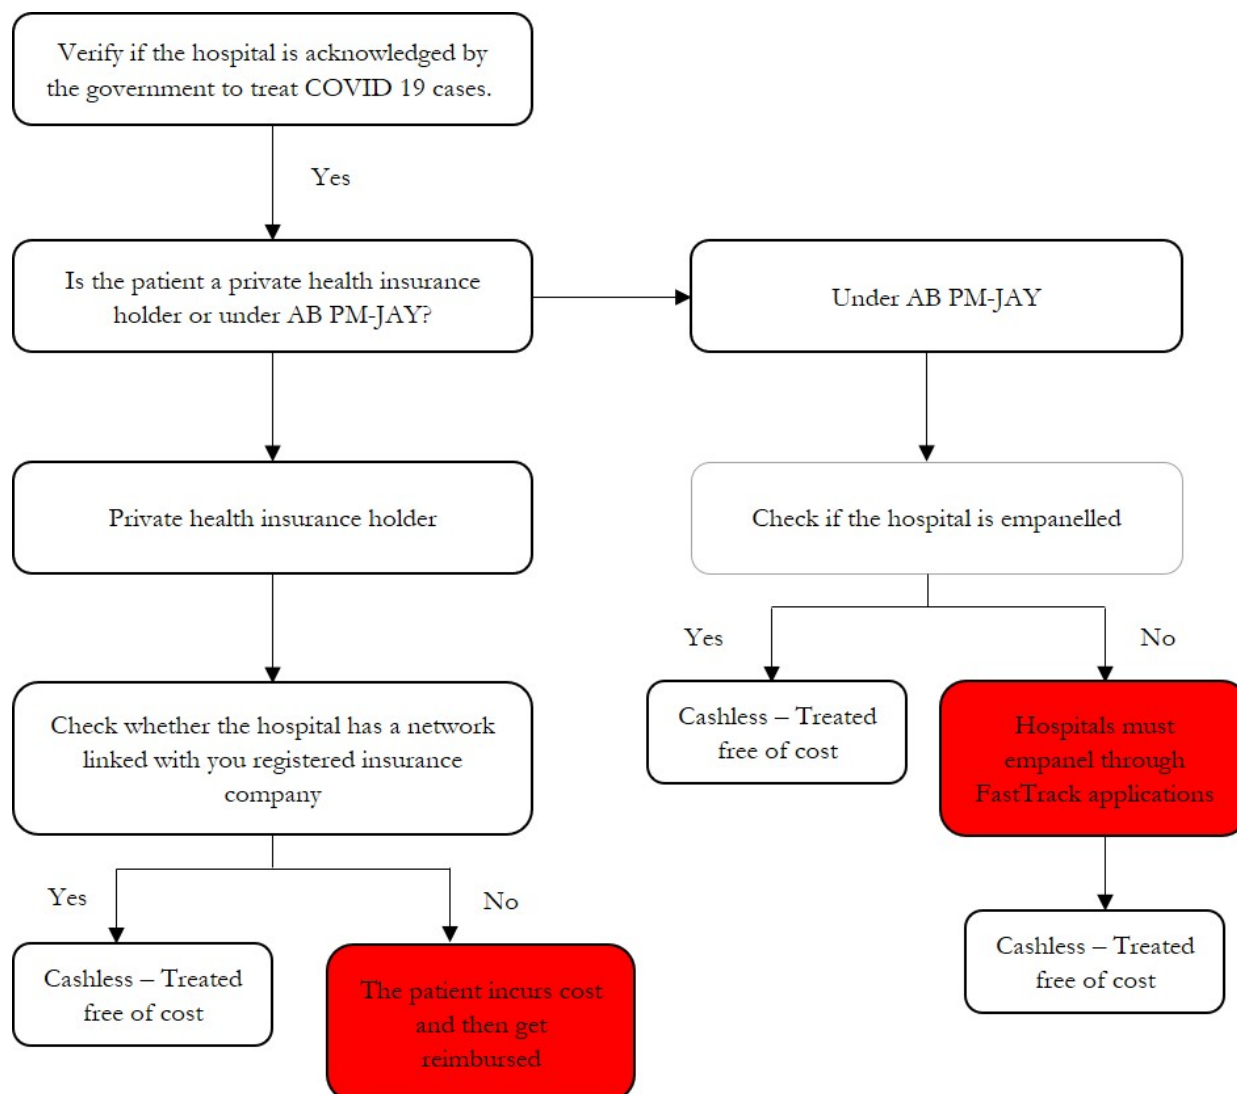 Verify if the hospital is acknowledged by
the government to treat COVID 19 cases.
Yes
Is the patient a private health insurance
holder or under AB PM-JAY?
Under AB PM-JAY
Private health insurance holder
Check if the hospital is empanelled
Yes
No
Check whether the hospital has a network
linked with you registered insurance
company
Cashless – Treated
free of cost
Hospitals must
empanel through
FastTrack applications
Yes
No
Cashless – Treated
free of cost
The patient incurs cost
and then get
reimbursed
Cashless – Treated
free of cost